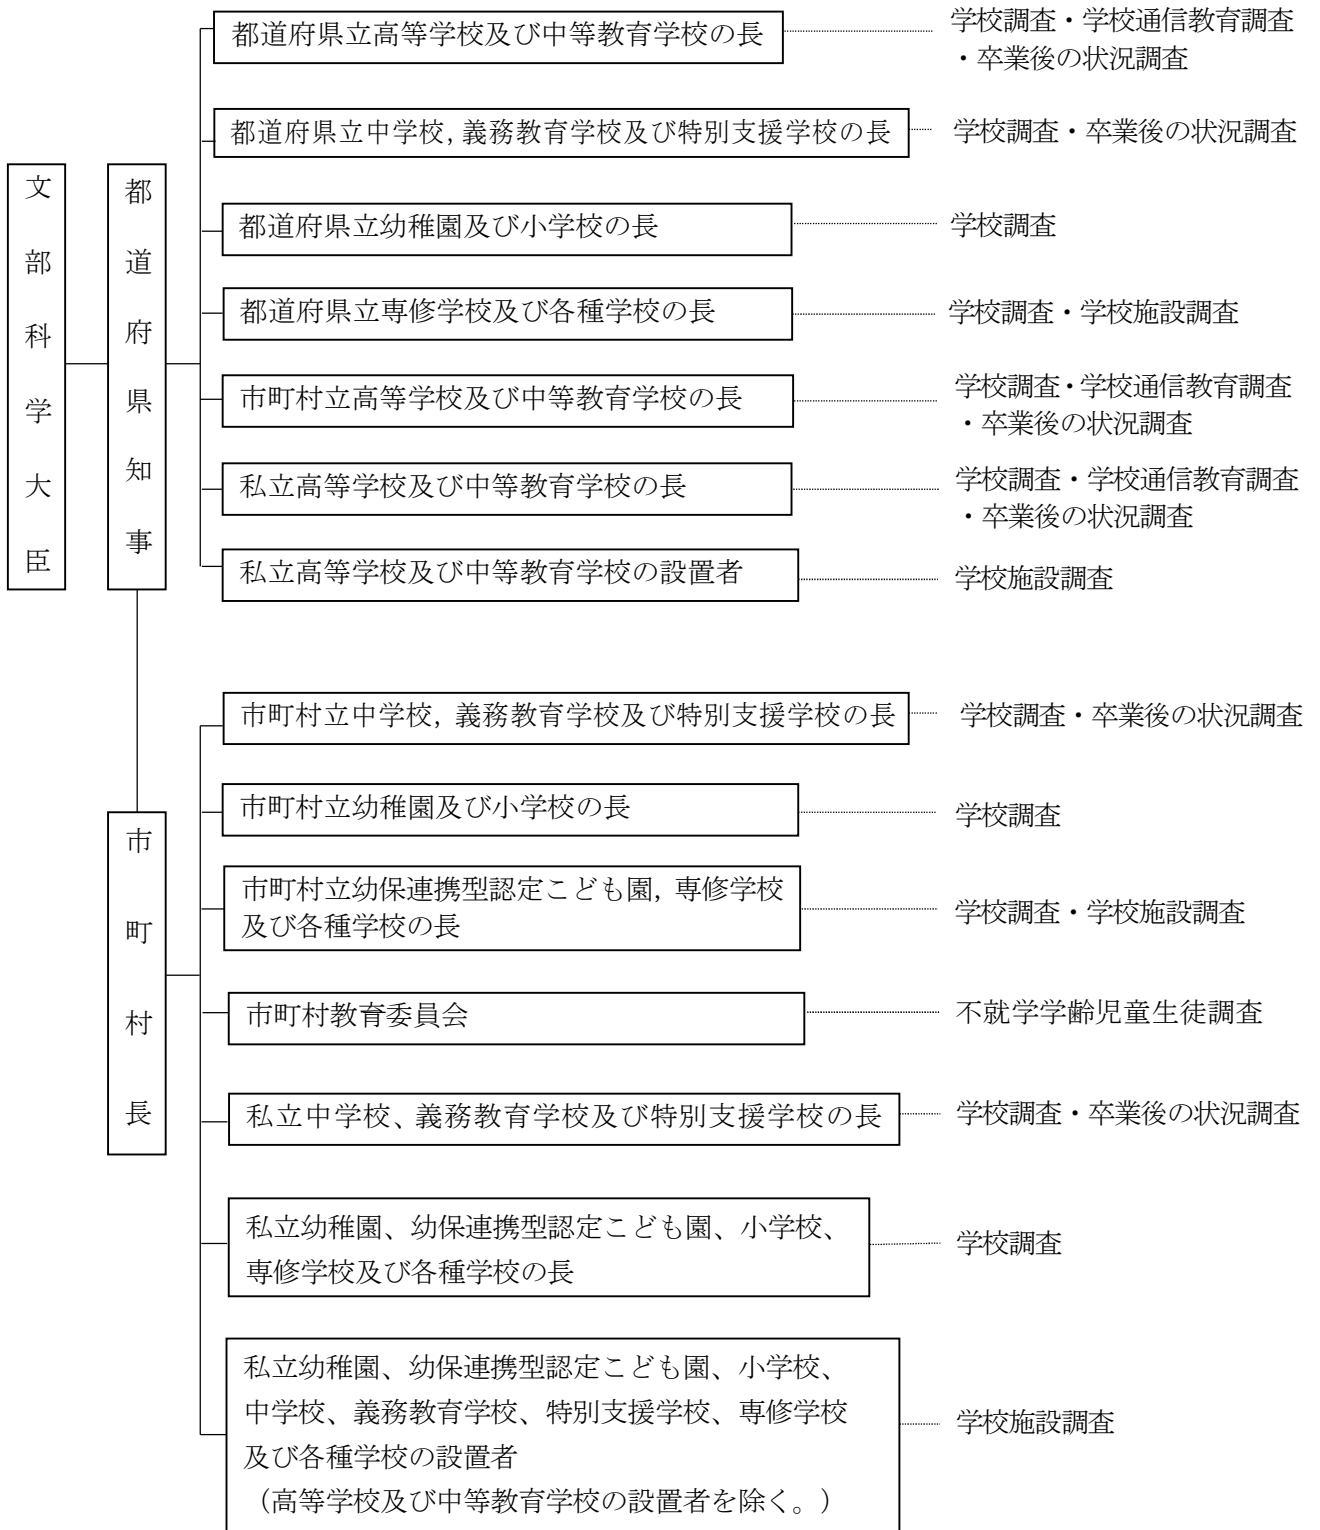 文部科学大臣
都道府県知事
都道府県立高等学校及び中等教育学校の長
学校調査・学校通信教育調査
・卒業後の状況調査
都道府県立中学校,義務教育学校及び特別支援学校の長
学校調査・卒業後の状況調査
都道府県立幼稚園及び小学校の長
学校調査
都道府県立専修学校及び各種学校の長
学校調査・学校施設調査
市町村立高等学校及び中等教育学校の長
学校調査・学校通信教育調査
・卒業後の状況調査
私立高等学校及び中等教育学校の長
学校調査・学校通信教育調査
・卒業後の状況調査
私立高等学校及び中等教育学校の設置者
学校施設調査
市町村長
市町村立中学校,義務教育学校及び特別支援学校の長
学校調査・卒業後の状況調査
市町村立幼稚園及び小学校の長
学校調査
市町村立幼保連携型認定こども園,専修学校
及び各種学校の長
学校調査・学校施設調査
市町村教育委員会
不就学学齢児童生徒調査
私立中学校、義務教育学校及び特別支援学校の長
学校調査・卒業後の状況調査
私立幼稚園、幼保連携型認定こども園、小学校、
専修学校及び各種学校の長
学校調査
私立幼稚園、幼保連携型認定こども園、小学校、
中学校、義務教育学校、特別支援学校、専修学校
及び各種学校の設置者
（高等学校及び中等教育学校の設置者を除く。）
学校施設調査